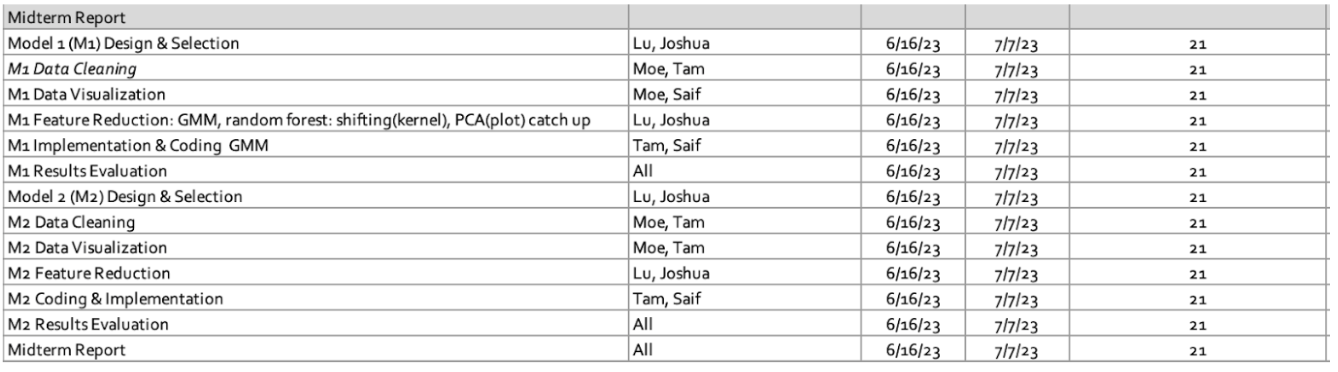 Midterm Report
Model 1 (M1) Design & Selection Lu, Joshua 6/16/23 7/7/23 21
M1 Data Cleaning Moe, Tam 6/16/23 7/7/23 21
M1 Data Visualization Moe, Saif 6/16/23 7/7/23 21
M1 Feature Reduction: GMM, random forest: shifting(kernel), PCA(plot) catch up Lu, Joshua 6/16/23 7/7/23 21
M1 Implementation & Coding GMM Tam, Saif 6/16/23 7/7/23 21
M1 Results Evaluation All 6/16/23 7/7/23 21
Model 2 (M2) Design & Selection Lu, Joshua 6/16/23 7/7/23 21
M2 Data Cleaning Moe, Tam 6/16/23 7/7/23 21
M2 Data Visualization Moe, Tam 6/16/23 7/7/23 21
M2 Feature Reduction Lu, Joshua 6/16/23 7/7/23 21
M2 Coding & Implementation Tam, Saif 6/16/23 7/7/23 21
M2 Results Evaluation All 6/16/23 7/7/23 21
Midterm Report All 6/16/23 7/7/23 21